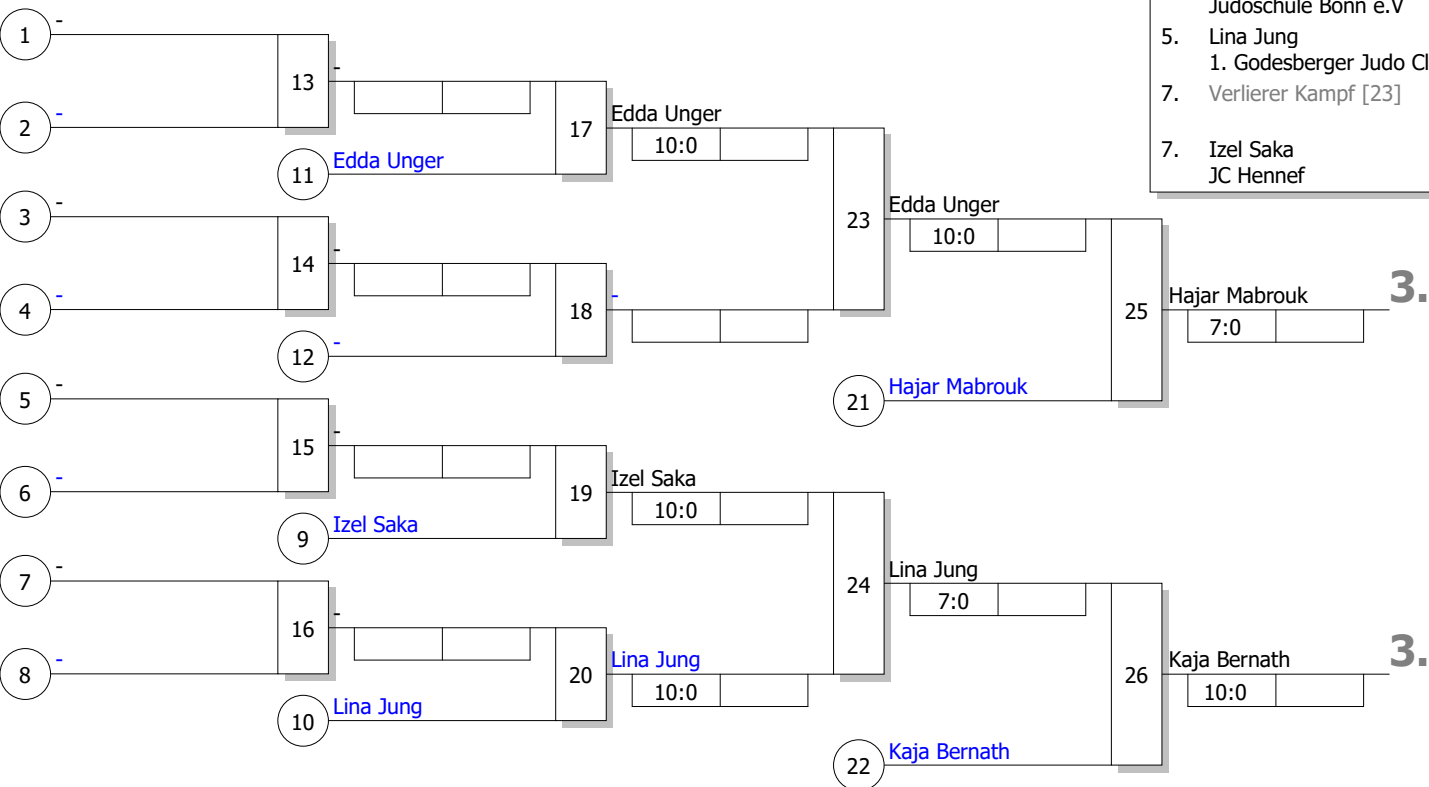 Judoschule Bonn e.V
5. Lina Jung
1. Godesberger Judo Cl
7. Verlierer Kampf [23]
7. Izel Saka
JC Hennef
1 -
2 -
13 -
11 Edda Unger
17 Edda Unger
10:0
3 -
4 -
14 -
12 -
18 -
23 Edda Unger
10:0
21 Hajar Mabrouk
25 Hajar Mabrouk 3.
7:0
5 -
6 -
15 -
9 Izel Saka
19 Izel Saka
10:0
7 -
8 -
16 -
10 Lina Jung
20 Lina Jung
10:0
24 Lina Jung
7:0
22 Kaja Bernath
26 Kaja Bernath 3.
10:0